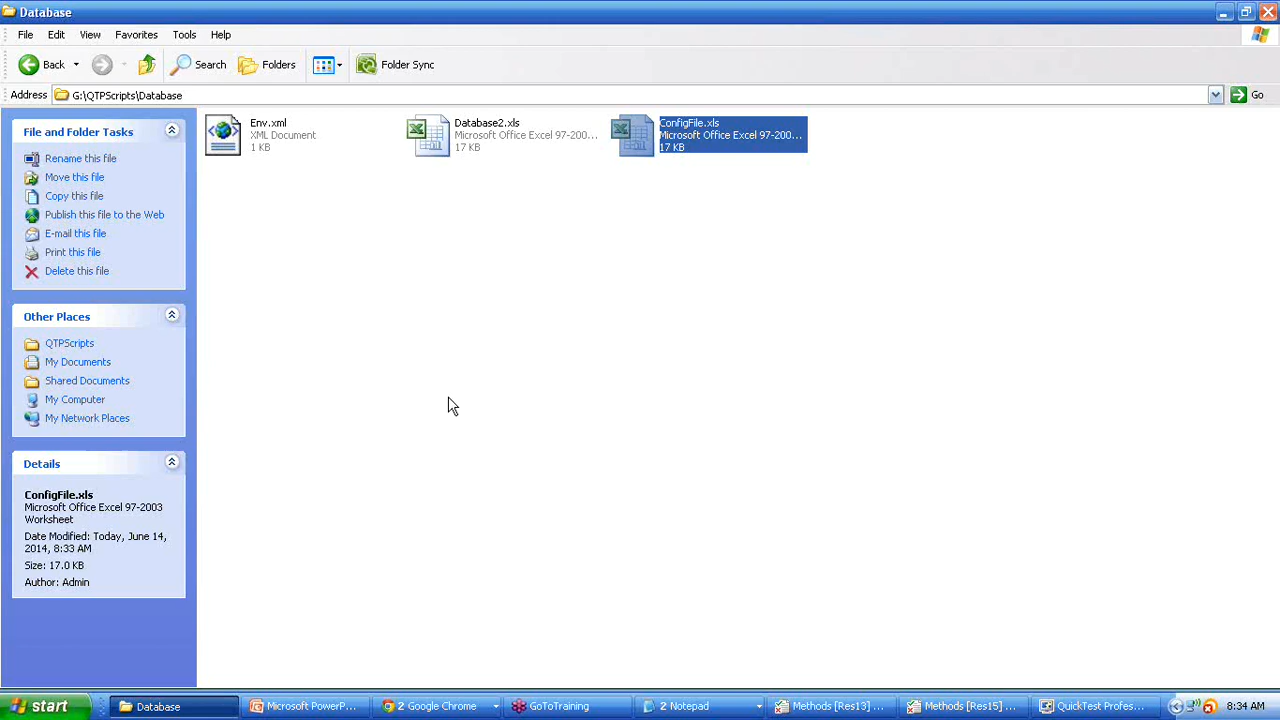 Database
File Edit View Favorites Tools Help
Back Search Folders Folder Sync
Address G:\QTPScripts\Database Go
File and Folder Tasks
Rename this file
Move this file
Copy this file
Publish this file to the Web
E-mail this file
Print this file
Delete this file
Other Places
QTPScripts
My Documents
Shared Documents
My Computer
My Network Places
Details
ConfigFile.xls
Microsoft Office Excel 97-2003
Worksheet
Date Modified: Today, June 14,
2014, 8:33 AM
Size: 17.0 KB
Author: Admin
Env.xml
XML Document
1 KB
Database2.xls
Microsoft Office Excel 97-200...
17 KB
ConfigFile.xls
Microsoft Office Excel 97-200...
17 KB
start Database Microsoft PowerP... 2 Google Chrome GoToTraining 2 Notepad Methods [Res13] ... Methods [Res15] ... QuickTest Profes... 8:34 AM